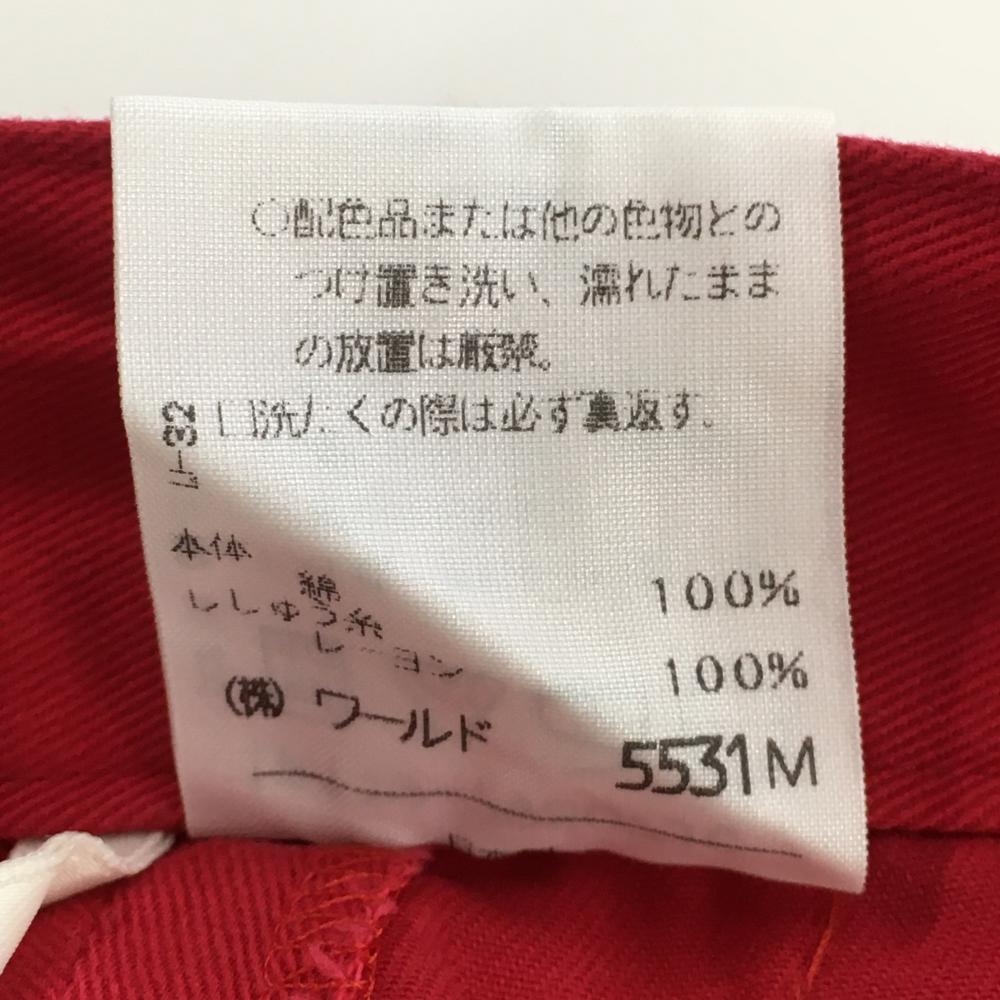 ○配色品または他の色物との
つけ置き洗い、濡れたまま
の放置は厳禁。
洗たくの際は必ず裏返す。
本体
綿 100%
ししゅう糸
レーヨン 100%
(株) ワールド
5531M